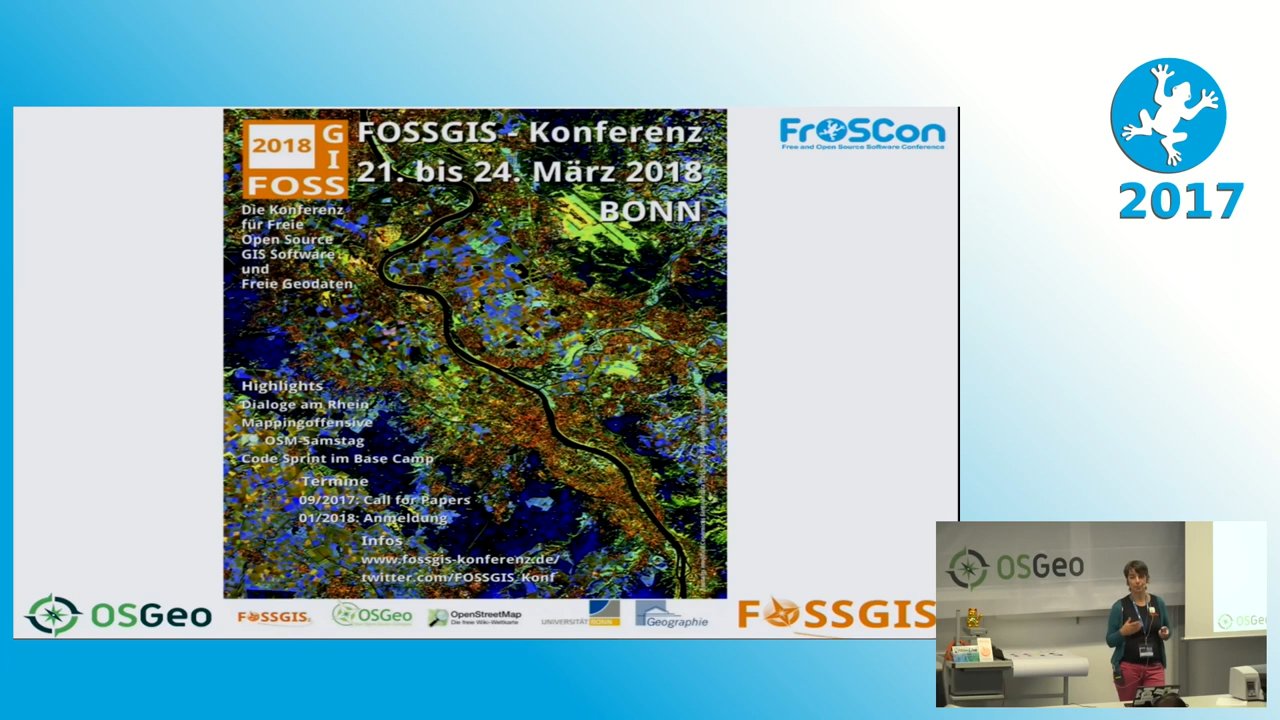 2018
GIS
FOSS
FOSSGIS - Konferenz
21. bis 24. März 2018
BONN
Die Konferenz
für Freie
Open Source
GIS Software
und
Freie Geodaten
Highlights
Dialoge am Rhein
Mappingoffensive
OSM-Samstag
Code Sprint im Base Camp
Termine
09/2017: Call for Papers
01/2018: Anmeldung
Infos
www.fossgis-konferenz.de/
twitter.com/FOSSGIS_Konf
FrOSCon
Free and Open Source Software Conference
2017
OSGeo
FOSSGIS
OSGeo
OpenStreetMap
Die freie Wiki-Weltkarte
UNIVERSITÄT BONN
Geographie
FOSSGIS
OSGeo
OSGe